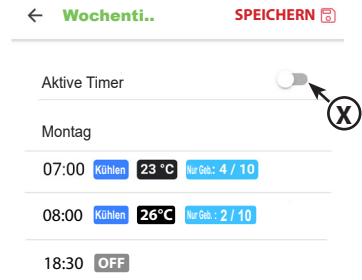 ← Wochenti.. SPEICHERN
Aktive Timer
X
Montag
07:00 Kühlen 23 °C Nur Geb.: 4 / 10
08:00 Kühlen 26°C Nur Geb. : 2 / 10
18:30 OFF